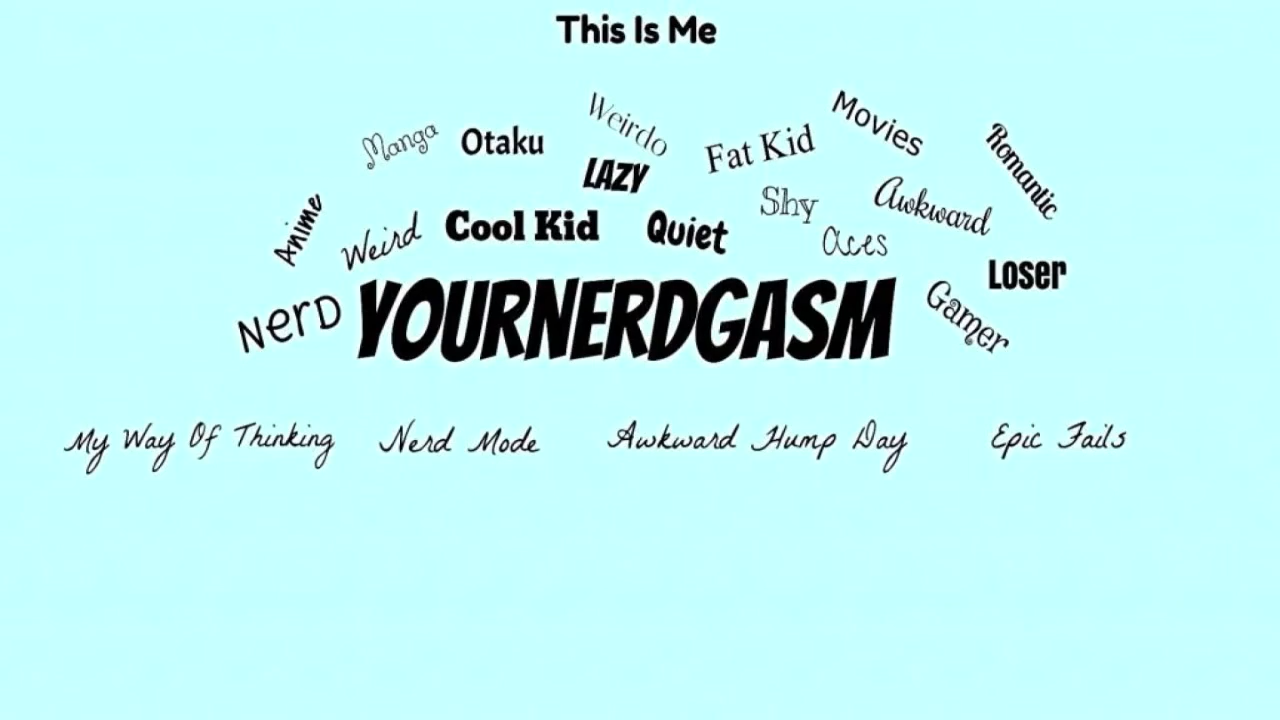 This Is Me
Manga Otaku Weirdo Fat Kid Movies Romantic
LAZY
Anime Weird Cool Kid Quiet Shy Aces Awkward
Loser
Nerd YOURNERDGASM Gamer
My Way Of Thinking Nerd Mode Awkward Hump Day Epic Fails